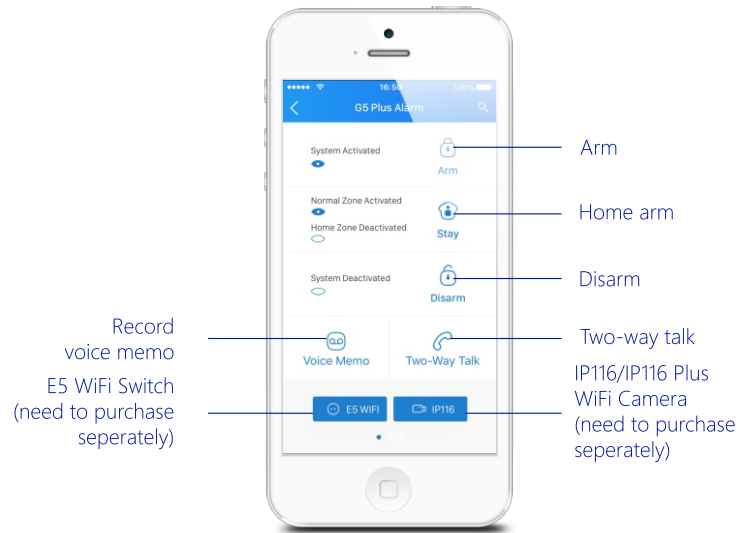 16:50
100%
G5 Plus Alarm
System Activated
Arm
Arm
Normal Zone Activated
Home Zone Deactivated
Stay
Home arm
System Deactivated
Disarm
Disarm
Record
voice memo
Voice Memo
Two-Way Talk
Two-way talk
E5 WiFi Switch
(need to purchase
seperately)
E5 WIFI
IP116
IP116/IP116 Plus
WiFi Camera
(need to purchase
seperately)